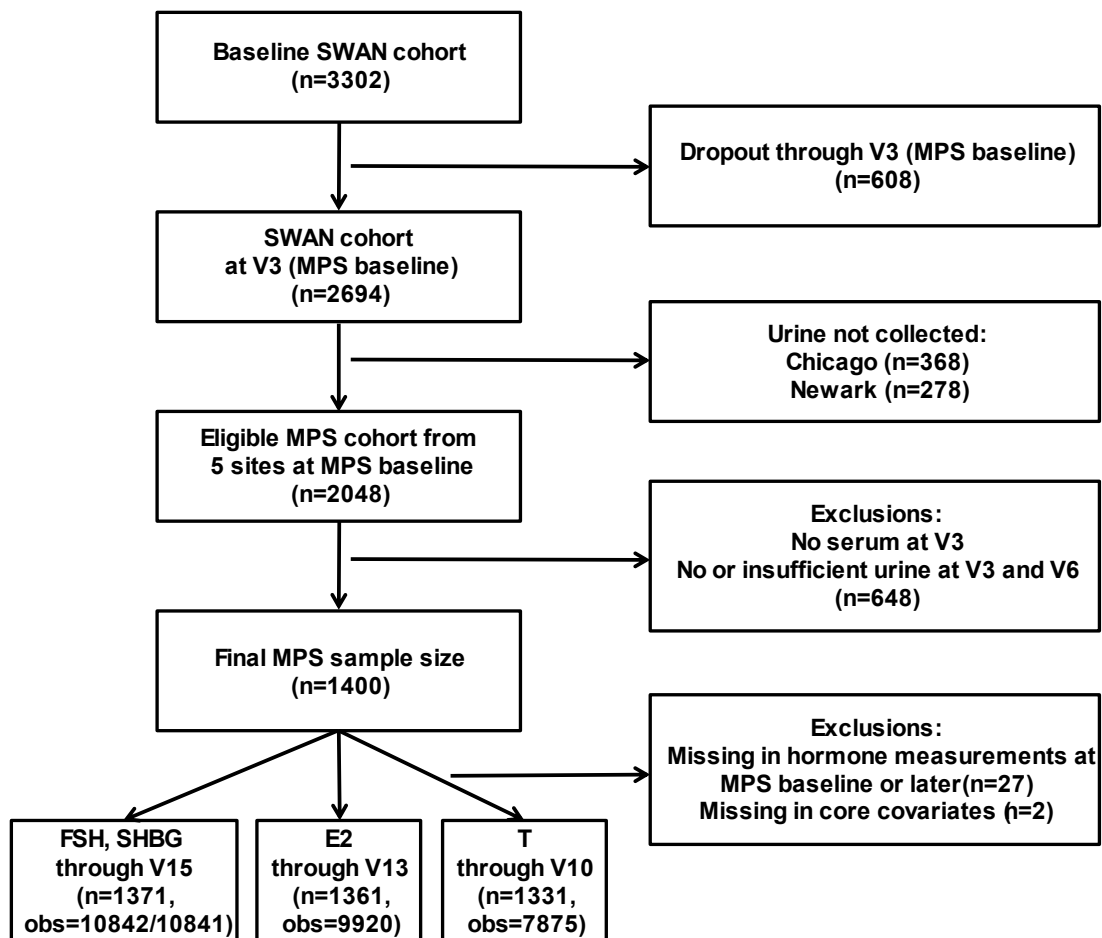 Baseline SWAN cohort
(n=3302)
Dropout through V3 (MPS baseline)
(n=608)
SWAN cohort
at V3 (MPS baseline)
(n=2694)
Urine not collected:
Chicago (n=368)
Newark (n=278)
Eligible MPS cohort from
5 sites at MPS baseline
(n=2048)
Exclusions:
No serum at V3
No or insufficient urine at V3 and V6
(n=648)
Final MPS sample size
(n=1400)
Exclusions:
Missing in hormone measurements at
MPS baseline or later(n=27)
Missing in core covariates (n=2)
FSH, SHBG
through V15
(n=1371,
obs=10842/10841)
E2
through V13
(n=1361,
obs=9920)
T
through V10
(n=1331,
obs=7875)